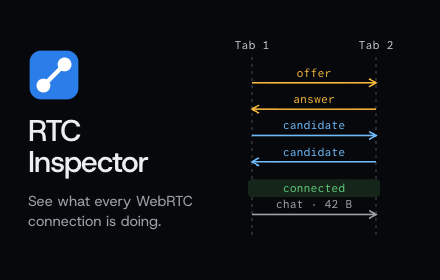 RTC
Inspector
See what every WebRTC
connection is doing.
Tab 1
Tab 2
offer
answer
candidate
candidate
connected
chat · 42 B